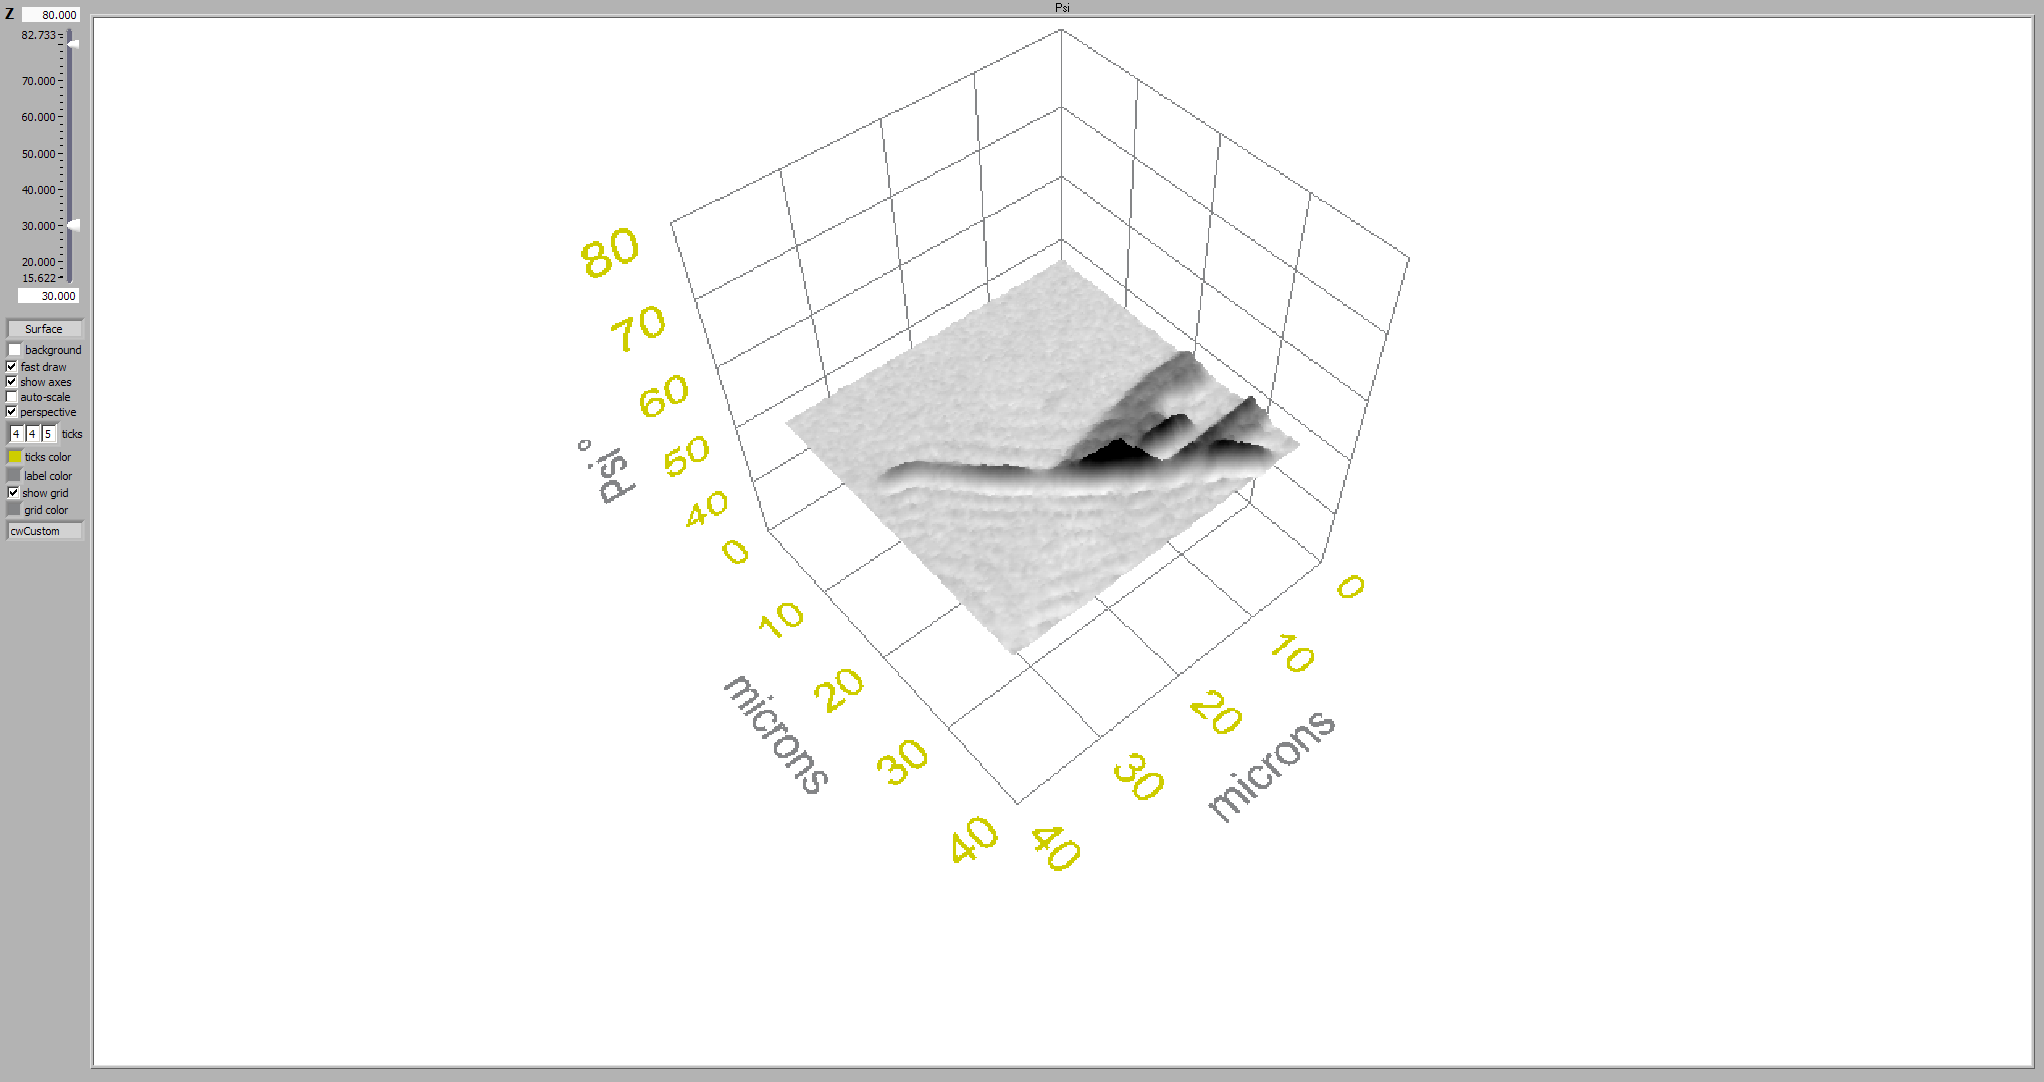 Psi
Z 80.000
82.733
70.000
60.000
50.000
40.000
30.000
20.000
15.622
30.000
Surface
background
fast draw
show axes
auto-scale
perspective
4 4 5 ticks
ticks color
label color
show grid
grid color
cwCustom
80
70
60
50
40
Psi, °
0
10
20
30
40
microns
0
10
20
30
40
microns